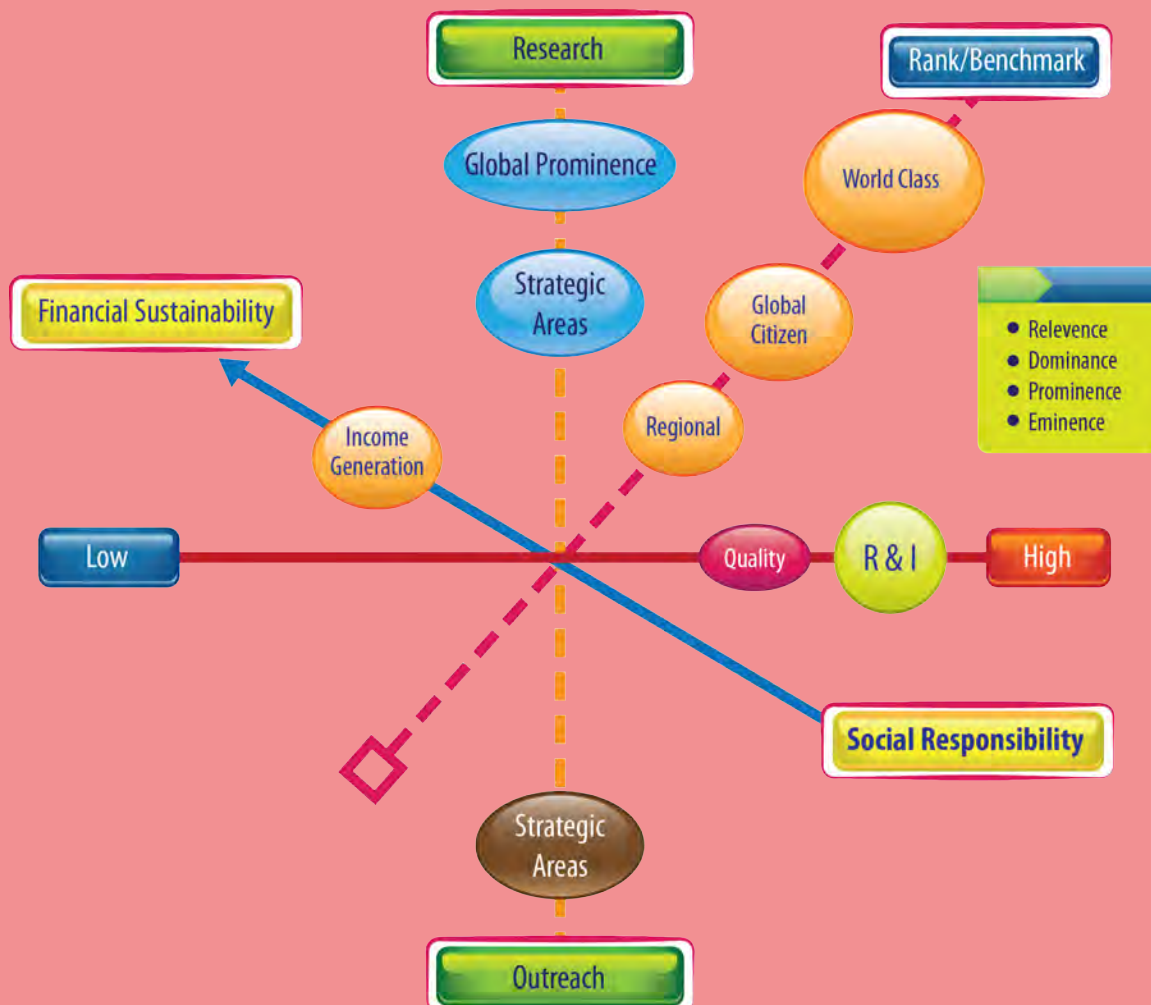 Research
Rank/Benchmark
Global Prominence
World Class
Strategic
Areas
Financial Sustainability
Global
Citizen
• Relevence
• Dominance
• Prominence
• Eminence
Income
Generation
Regional
Low
Quality
R & I
High
Social Responsibility
Strategic
Areas
Outreach